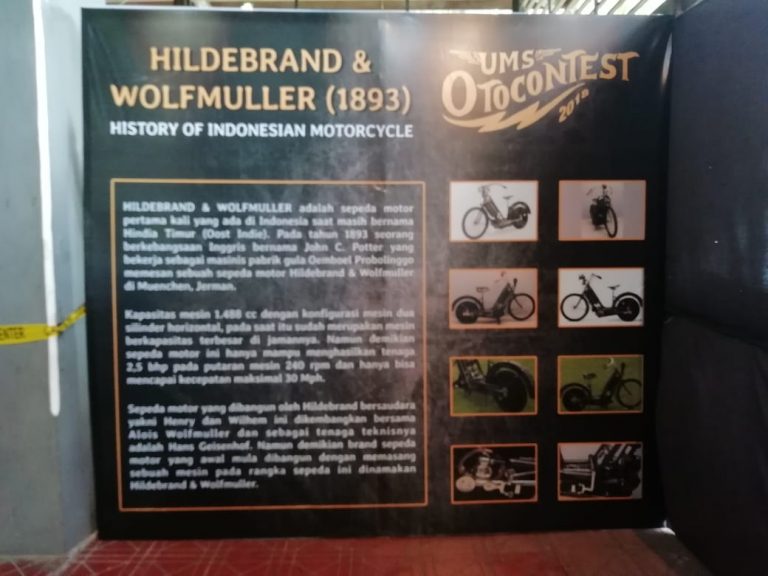 HILDEBRAND &
WOLFMULLER (1893)
HISTORY OF INDONESIAN MOTORCYCLE
UMS
OTOCONTEST
2018
HILDEBRAND & WOLFMULLER adalah sepeda motor
pertama kali yang ada di Indonesia saat masih bernama
Hindia Timur (Oost Indie). Pada tahun 1893 seorang
berkebangsaan Inggris bernama John C. Potter yang
bekerja sebagai masinis pabrik gula Oemboel Probolinggo
memesan sebuah sepeda motor Hildebrand & Wolfmuller
di Muenchen, Jerman.
Kapasitas mesin 1.488 cc dengan konfigurasi mesin dua
silinder horizontal, pada saat itu sudah merupakan mesin
berkapasitas terbesar di jamannya. Namun demikian
sepeda motor ini hanya mampu menghasilkan tenaga
2,5 bhp pada putaran mesin 240 rpm dan hanya bisa
mencapai kecepatan maksimal 30 Mph.
Sepeda motor yang dibangun oleh Hildebrand bersaudara
yakni Henry dan Wilhem ini dikembangkan bersama
Alois Wolfmuller dan sebagai tenaga teknisnya
adalah Hans Geisenhof. Namun demikian brand sepeda
motor yang awal mula dibangun dengan memasang
sebuah mesin pada rangka sepeda ini dinamakan
Hildebrand & Wolfmuller.
ENTER